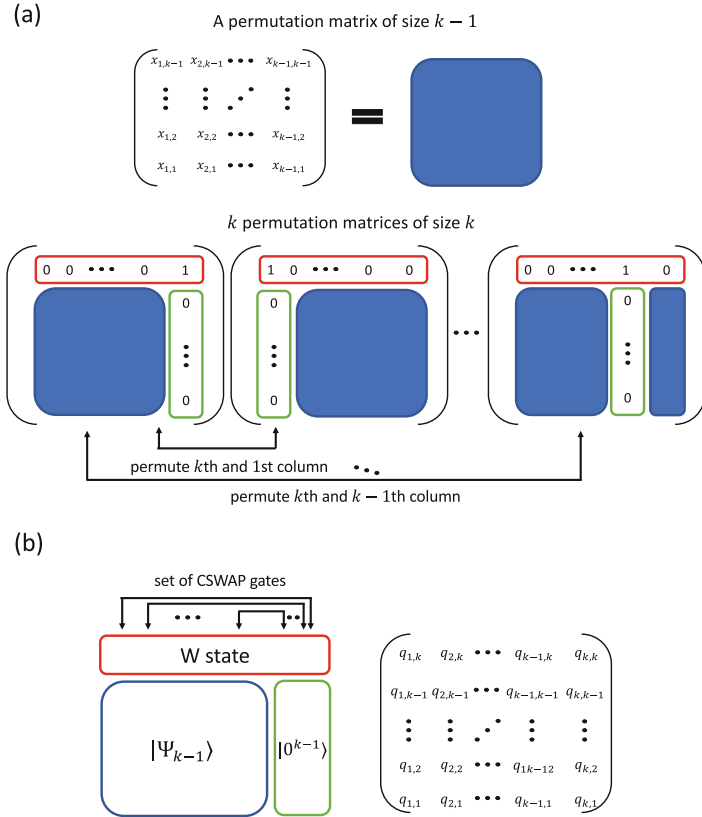 (a)
A permutation matrix of size k − 1
x₁,ₖ₋₁ x₂,ₖ₋₁ ••• xₖ₋₁,ₖ₋₁
x₁,₂ x₂,₂ ••• xₖ₋₁,₂
x₁,₁ x₂,₁ ••• xₖ₋₁,₁
=
k permutation matrices of size k
0 0 ••• 0 1
0
0
1 0 ••• 0 0
0
0
•••
0 0 ••• 1 0
0
0
permute kth and 1st column
permute kth and k − 1th column
(b)
set of CSWAP gates
W state
|Ψₖ₋₁⟩
|0ᵏ⁻¹⟩
q₁,ₖ q₂,ₖ ••• qₖ₋₁,ₖ qₖ,ₖ
q₁,ₖ₋₁ q₂,ₖ₋₁ ••• qₖ₋₁,ₖ₋₁ qₖ,ₖ₋₁
q₁,₂ q₂,₂ ••• q₁ₖ₋₁₂ qₖ,₂
q₁,₁ q₂,₁ ••• qₖ₋₁,₁ qₖ,₁